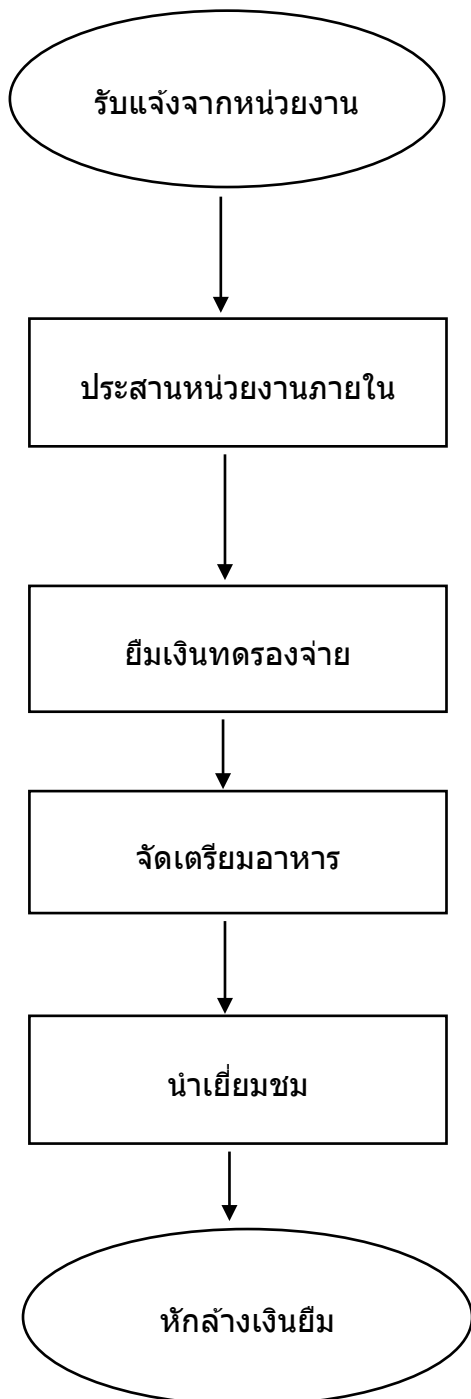 รับแจ้งจากหน่วยงาน
ประสานหน่วยงานภายใน
ยืมเงินทดรองจ่าย
จัดเตรียมอาหาร
นำเยี่ยมชม
หักล้างเงินยืม